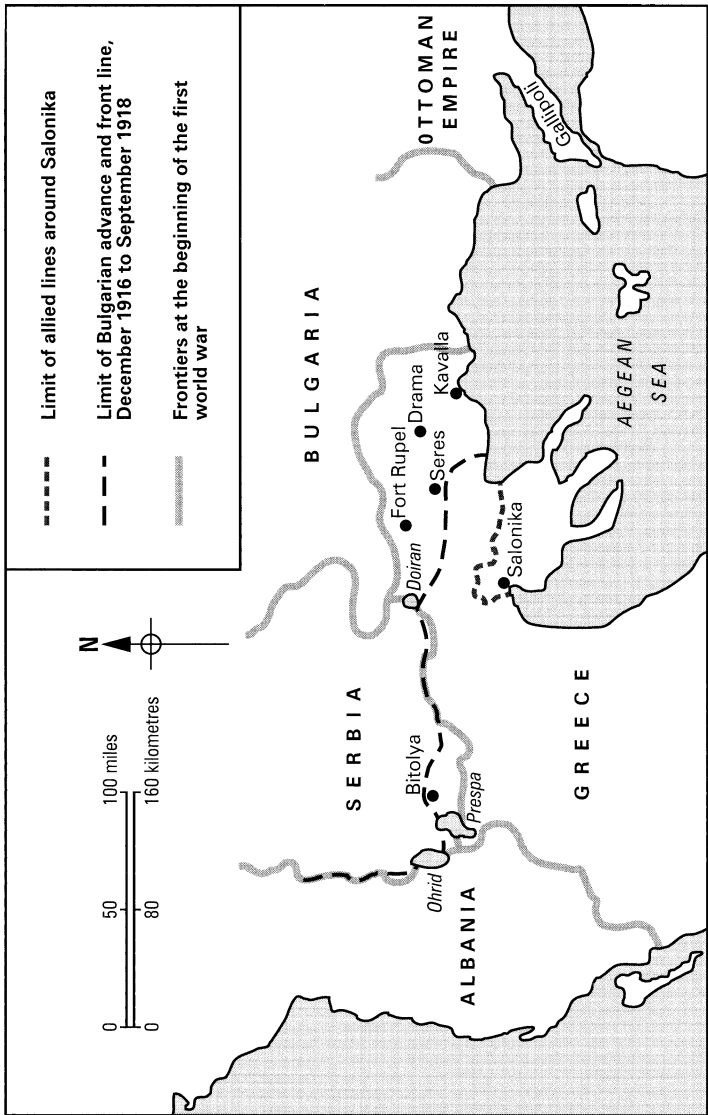 Limit of allied lines around Salonika
Limit of Bulgarian advance and front line,
December 1916 to September 1918
Frontiers at the beginning of the first
world war
N
0
50
100 miles
0
80
160 kilometres
SERBIA
BULGARIA
OTTOMAN
EMPIRE
Gallipoli
Fort Rupel
Drama
Seres
Kavalla
Doiran
Bitolya
Ohrid
Prespa
Salonika
ALBANIA
GREECE
AEGEAN
SEA